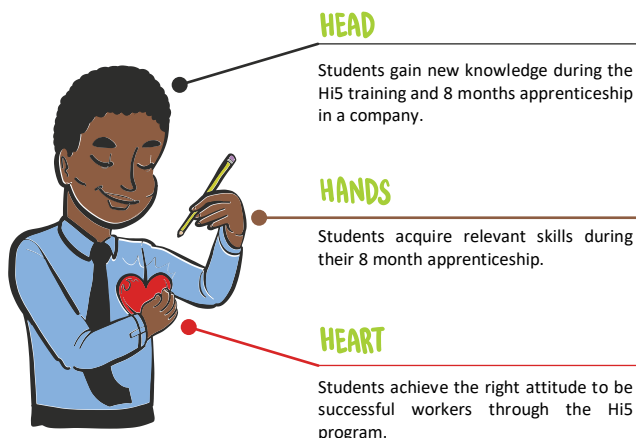 HEAD
Students gain new knowledge during the
Hi5 training and 8 months apprenticeship
in a company.
HANDS
Students acquire relevant skills during
their 8 month apprenticeship.
HEART
Students achieve the right attitude to be
successful workers through the Hi5
program.